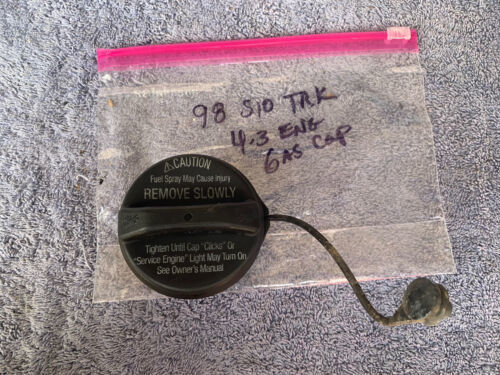 98 S10 TRK
4.3 ENG
GAS CAP
⚠CAUTION
Fuel Spray May Cause Injury
REMOVE SLOWLY
Tighten Until Cap "Clicks" Or
"Service Engine" Light May Turn On
See Owner's Manual